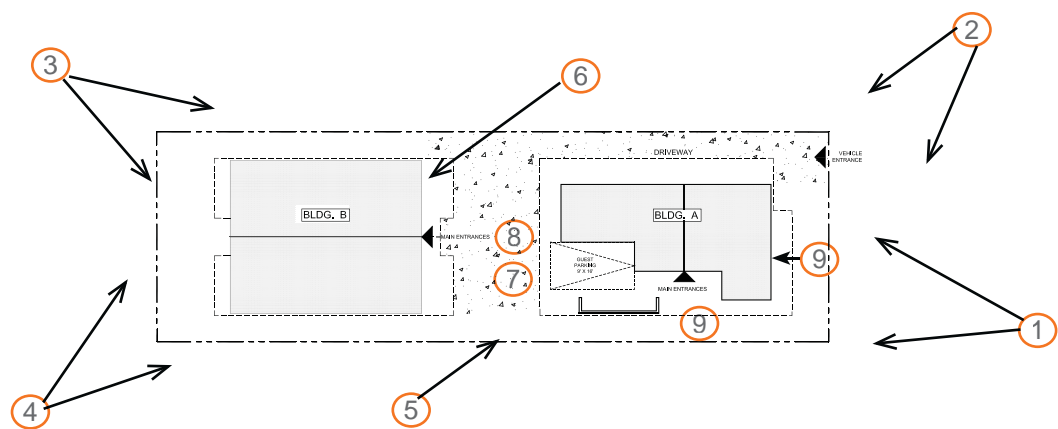 2
3
6
DRIVEWAY
VEHICLE
ENTRANCE
BLDG. B
BLDG. A
MAIN ENTRANCES
8
GUEST
PARKING
9' X 18'
9
7
MAIN ENTRANCES
9
1
4
5